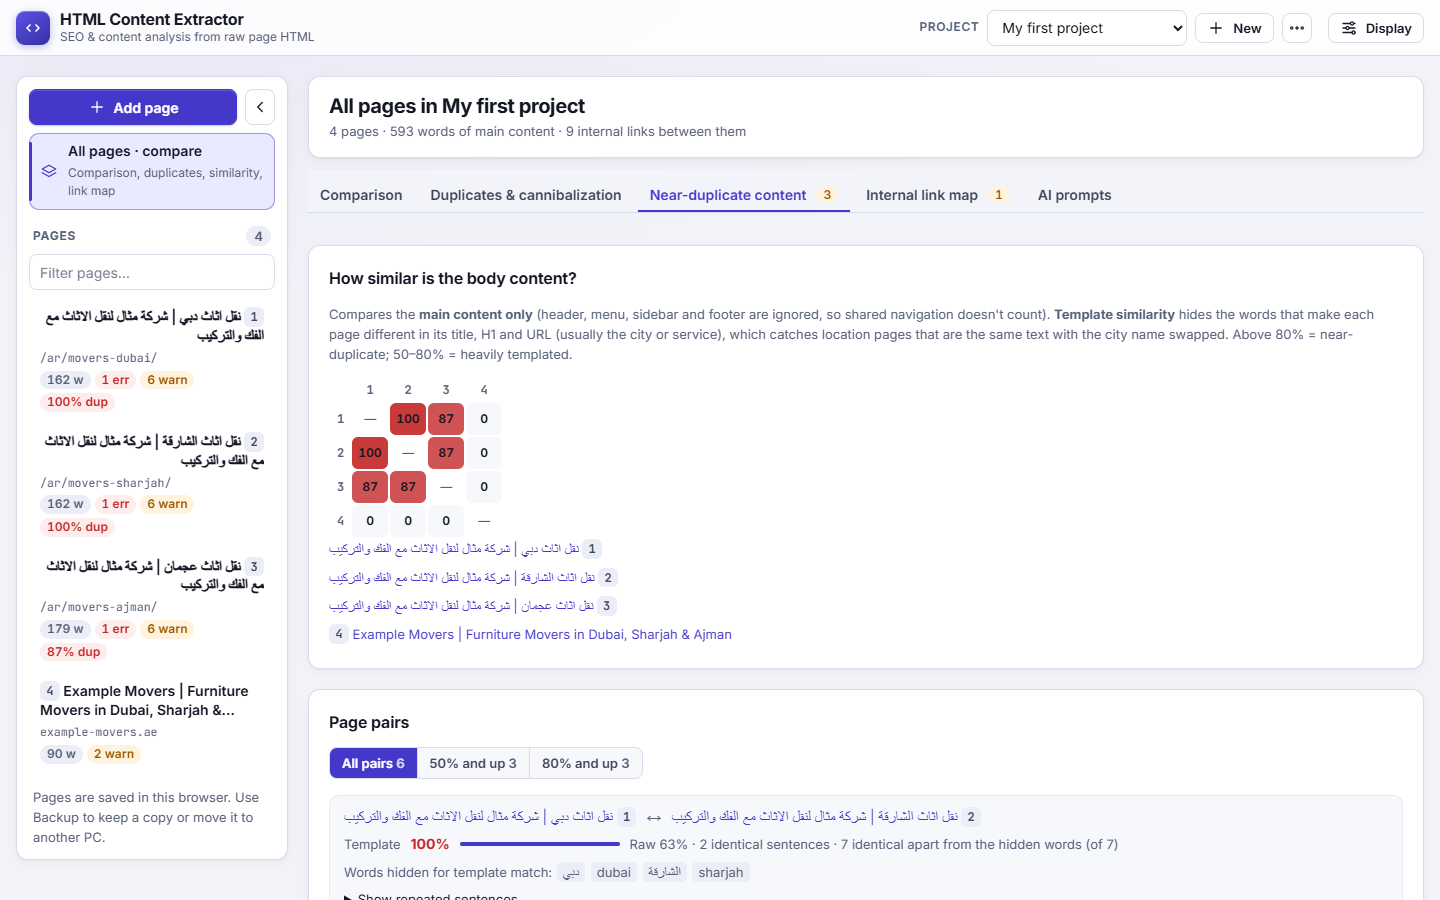 HTML Content Extractor
SEO & content analysis from raw page HTML
PROJECT
My first project
New
Display
Add page
All pages · compare
Comparison, duplicates, similarity,
link map
PAGES
4
Filter pages...
1 نقل اثاث دبي | شركة مثال لنقل الاثاث مع
الفك والتركيب
/ar/movers-dubai/
162 w 1 err 6 warn
100% dup
2 نقل اثاث الشارقة | شركة مثال لنقل الاثاث
مع الفك والتركيب
/ar/movers-sharjah/
162 w 1 err 6 warn
100% dup
3 نقل اثاث عجمان | شركة مثال لنقل الاثاث
مع الفك والتركيب
/ar/movers-ajman/
179 w 1 err 6 warn
87% dup
4 Example Movers | Furniture
Movers in Dubai, Sharjah &...
example-movers.ae
90 w 2 warn
Pages are saved in this browser. Use
Backup to keep a copy or move it to
another PC.
All pages in My first project
4 pages · 593 words of main content · 9 internal links between them
Comparison Duplicates & cannibalization Near-duplicate content 3 Internal link map 1 AI prompts
How similar is the body content?
Compares the main content only (header, menu, sidebar and footer are ignored, so shared navigation doesn't count). Template similarity hides the words that make each
page different in its title, H1 and URL (usually the city or service), which catches location pages that are the same text with the city name swapped. Above 80% = near-
duplicate; 50–80% = heavily templated.
1 2 3 4
1 — 100 87 0
2 100 — 87 0
3 87 87 — 0
4 0 0 0 —
1 نقل اثاث دبي | شركة مثال لنقل الاثاث مع الفك والتركيب
2 نقل اثاث الشارقة | شركة مثال لنقل الاثاث مع الفك والتركيب
3 نقل اثاث عجمان | شركة مثال لنقل الاثاث مع الفك والتركيب
4 Example Movers | Furniture Movers in Dubai, Sharjah & Ajman
Page pairs
All pairs 6 50% and up 3 80% and up 3
1 نقل اثاث دبي | شركة مثال لنقل الاثاث مع الفك والتركيب ↔ 2 نقل اثاث الشارقة | شركة مثال لنقل الاثاث مع الفك والتركيب
Template 100% Raw 63% · 2 identical sentences · 7 identical apart from the hidden words (of 7)
Words hidden for template match: دبي dubai الشارقة sharjah
Show repeated sentences